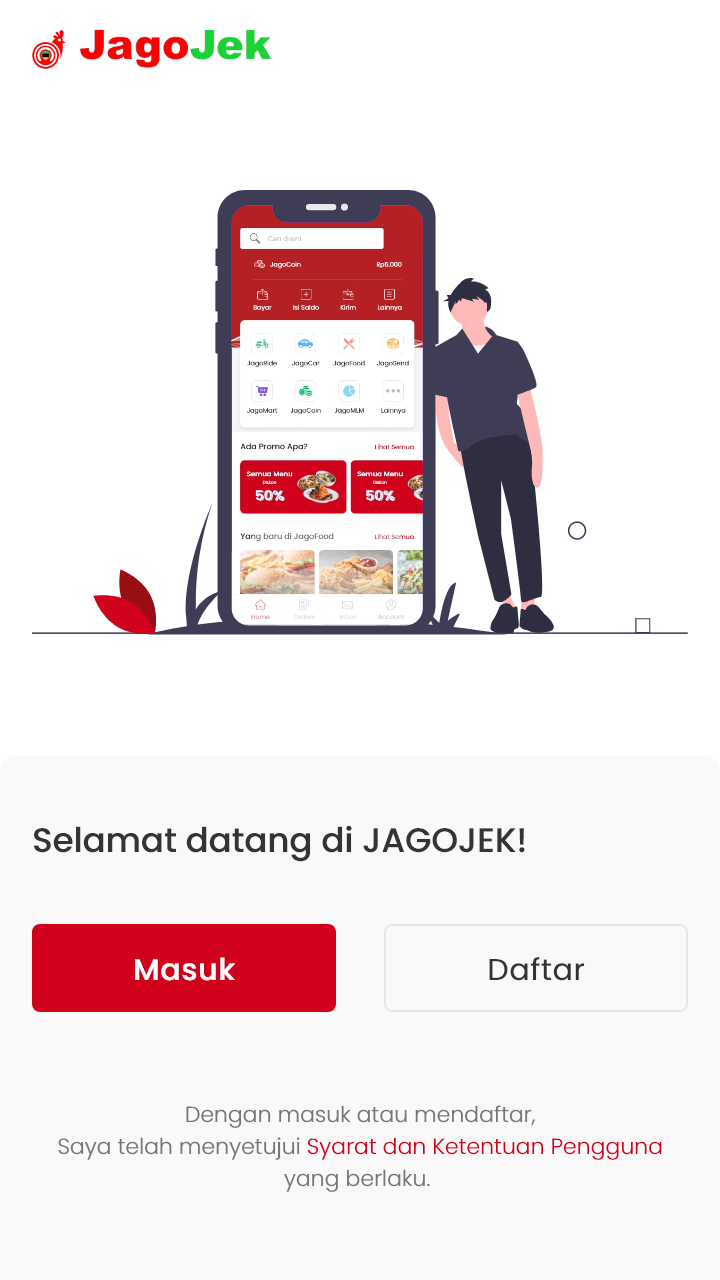 JagoJek
Cari disini
JagoCoin Rp5.000
Bayar Isi Saldo Kirim Lainnya
JagoRide JagoCar JagoFood JagoSend
JagoMart JagoCoin JagoMLM Lainnya
Ada Promo Apa? Lihat Semua
Semua Menu Semua Menu
Diskon Diskon
50% 50%
Yang baru di JagoFood Lihat Semua
Home Orders Inbox Account
Selamat datang di JAGOJEK!
Masuk Daftar
Dengan masuk atau mendaftar,
Saya telah menyetujui Syarat dan Ketentuan Pengguna
yang berlaku.